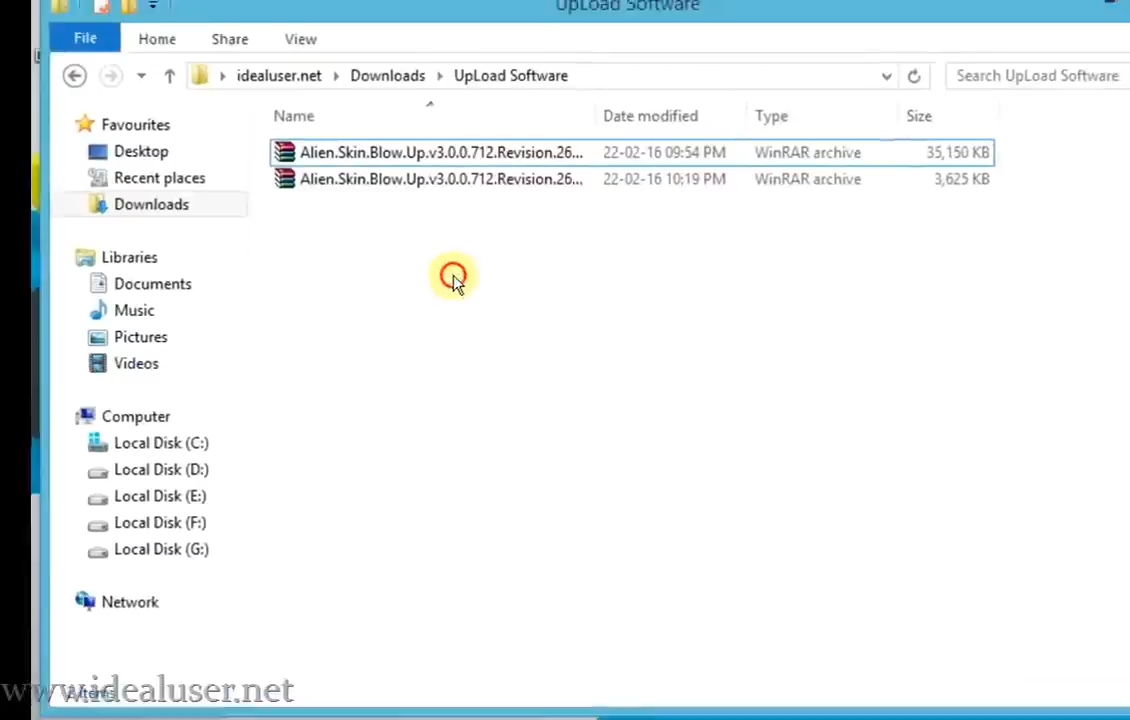 UpLoad Software
File Home Share View
idealuser.net Downloads UpLoad Software Search UpLoad Software
Name Date modified Type Size
Alien.Skin.Blow.Up.v3.0.0.712.Revision.26... 22-02-16 09:54 PM WinRAR archive 35,150 KB
Alien.Skin.Blow.Up.v3.0.0.712.Revision.26... 22-02-16 10:19 PM WinRAR archive 3,625 KB
Favourites
Desktop
Recent places
Downloads
Libraries
Documents
Music
Pictures
Videos
Computer
Local Disk (C:)
Local Disk (D:)
Local Disk (E:)
Local Disk (F:)
Local Disk (G:)
Network
www.idealuser.net